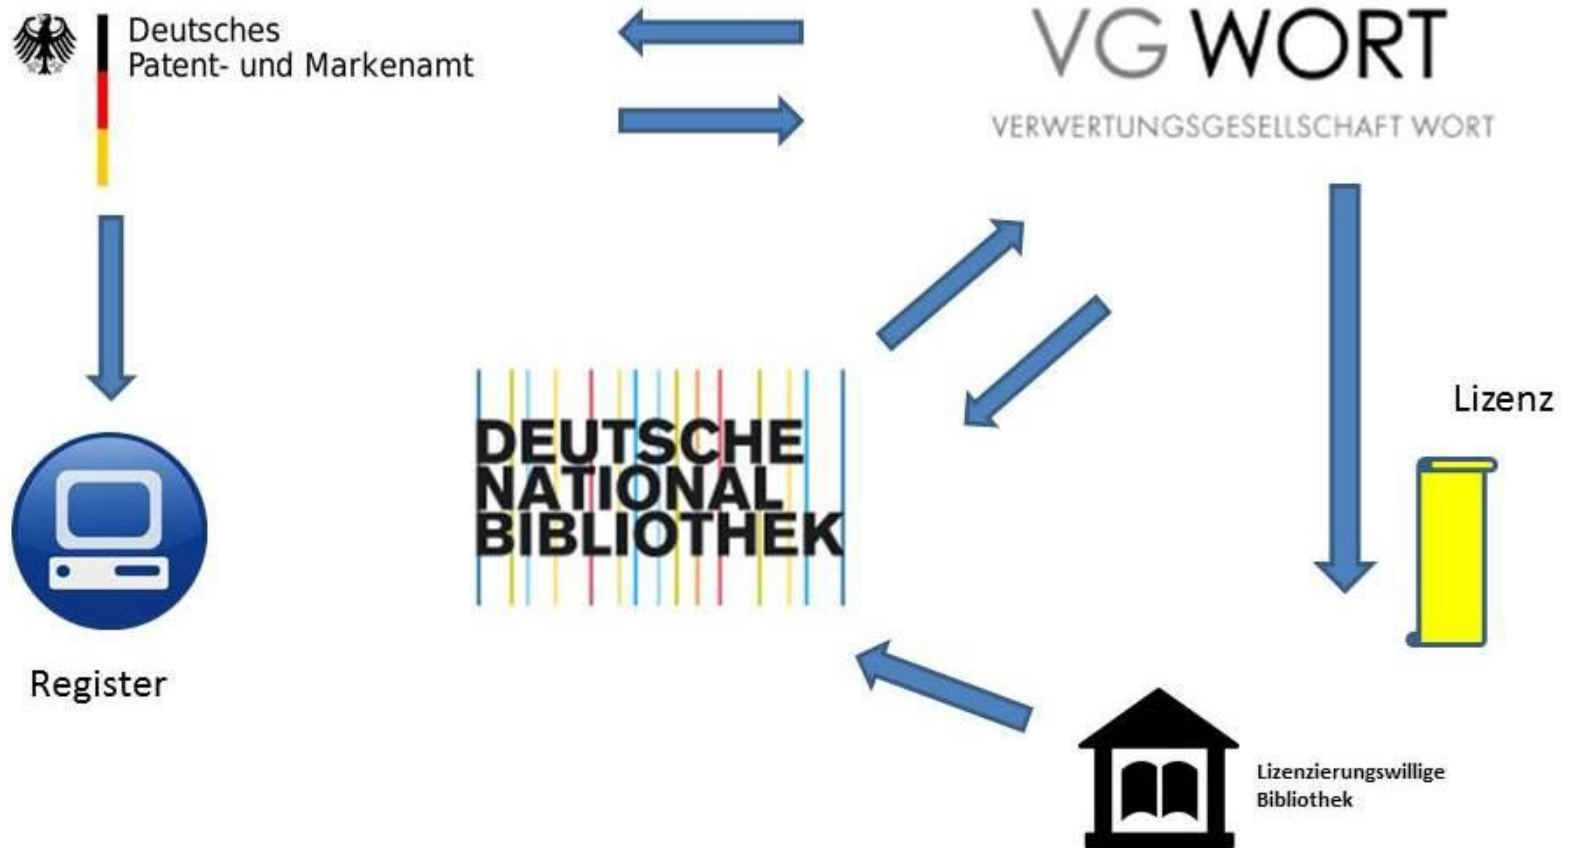 Deutsches
Patent- und Markenamt
VG WORT
VERWERTUNGSGESELLSCHAFT WORT
Lizenz
DEUTSCHE
NATIONAL
BIBLIOTHEK
Register
Lizenzierungswillige
Bibliothek